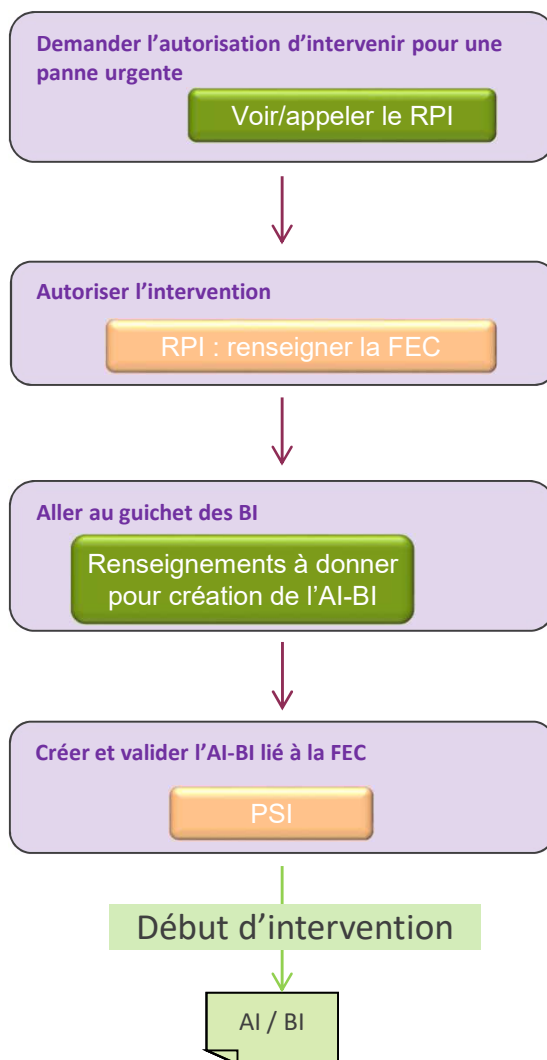 Demander l’autorisation d’intervenir pour une
panne urgente
Voir/appeler le RPI
Autoriser l’intervention
RPI : renseigner la FEC
Aller au guichet des BI
Renseignements à donner
pour création de l’AI-BI
Créer et valider l’AI-BI lié à la FEC
PSI
Début d’intervention
AI / BI